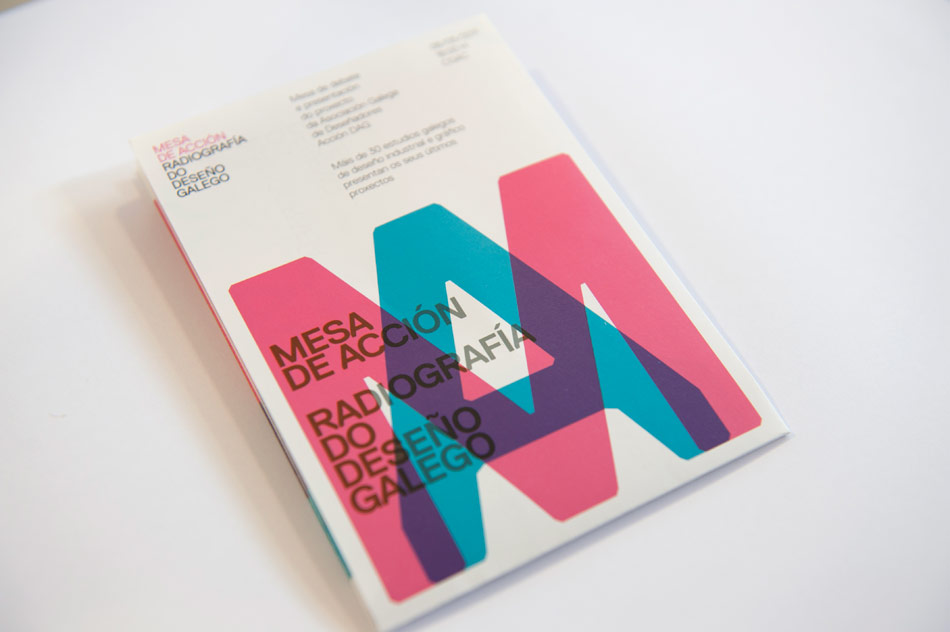 MESA
DE ACCIÓN
RADIOGRAFÍA
DO
DESEÑO
GALEGO
Mesa de debate
e presentación
do proxecto
da Asociación Galega
de Deseñadores
Acción DAG
Máis de 50 estudios galegos
de deseño industrial e gráfico
presentan os seus últimos
proxectos
MESA
DE ACCIÓN
RADIOGRAFÍA
DO
DESEÑO
GALEGO